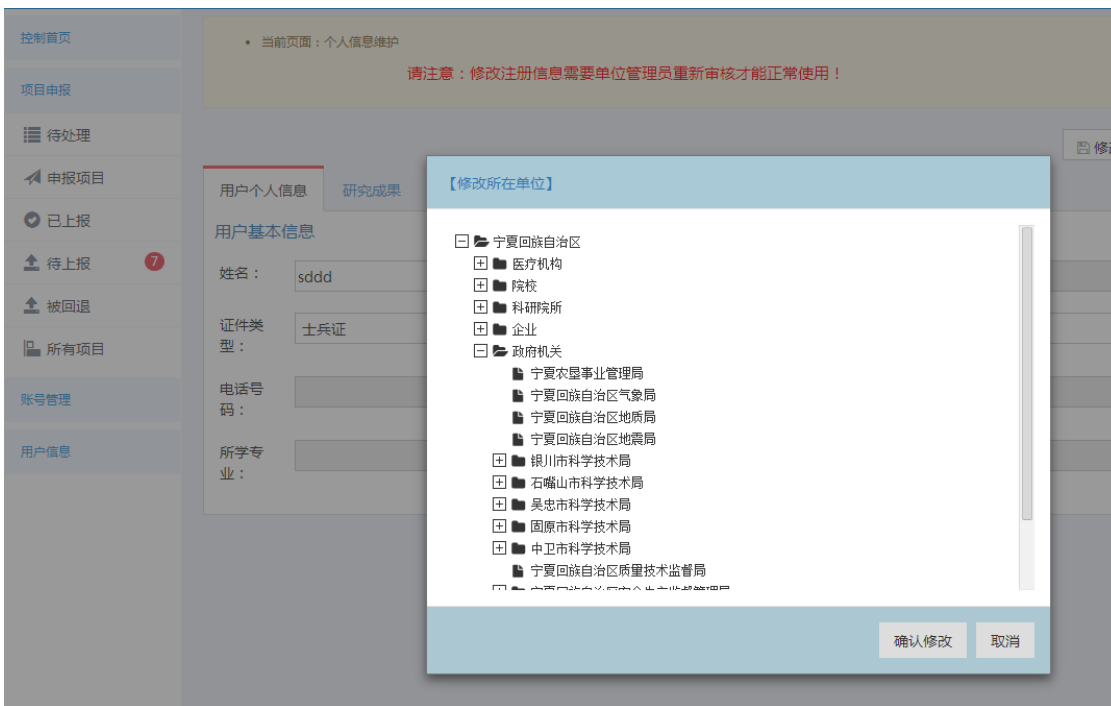 控制首页
项目申报
待处理
申报项目
已上报
待上报 7
被回退
所有项目
账号管理
用户信息
当前页面：个人信息维护
请注意：修改注册信息需要单位管理员重新审核才能正常使用！
用户个人信息
研究成果
用户基本信息
姓名：
sddd
证件类
型：
士兵证
电话号
码：
所学专
业：
【修改所在单位】
宁夏回族自治区
医疗机构
院校
科研院所
企业
政府机关
宁夏农垦事业管理局
宁夏回族自治区气象局
宁夏回族自治区地质局
宁夏回族自治区地震局
银川市科学技术局
石嘴山市科学技术局
吴忠市科学技术局
固原市科学技术局
中卫市科学技术局
宁夏回族自治区质量技术监督局
确认修改
取消